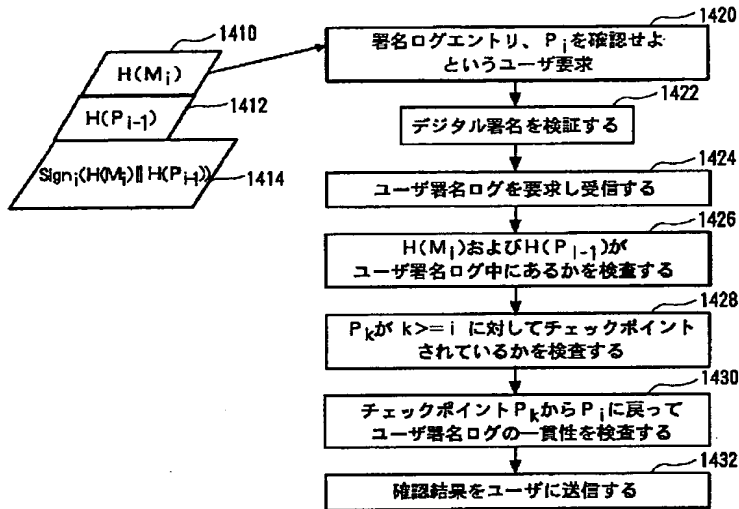 1410
H(Mi)
1412
H(Pi-1)
Signi(H(Mi)||H(Pi-1))
1414
1420
署名ログエントリ、Piを確認せよ
というユーザ要求
1422
デジタル署名を検証する
1424
ユーザ署名ログを要求し受信する
1426
H(Mi)およびH(Pi-1)が
ユーザ署名ログ中にあるかを検査する
1428
Pkが k>=i に対してチェックポイント
されているかを検査する
1430
チェックポイントPkからPiに戻って
ユーザ署名ログの一貫性を検査する
1432
確認結果をユーザに送信する